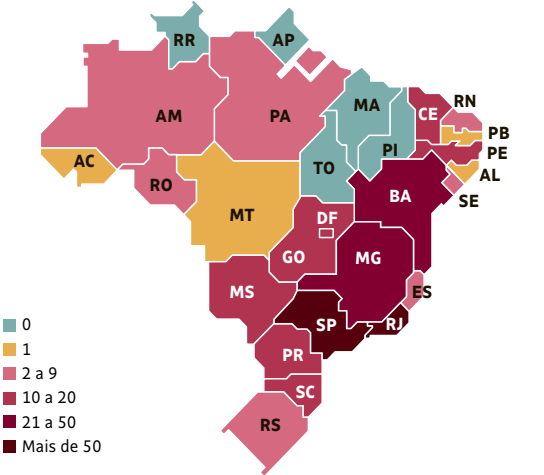 RR
AP
AM
PA
MA
CE
RN
PB
PE
AL
SE
PI
TO
AC
RO
MT
BA
DF
GO
MG
MS
ES
SP
RJ
PR
SC
RS
0
1
2 a 9
10 a 20
21 a 50
Mais de 50